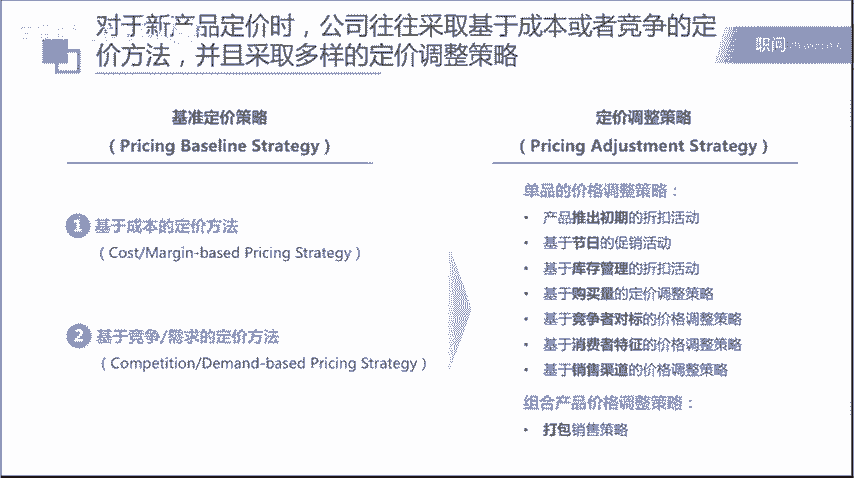 对于新产品定价时，公司往往采取基于成本或者竞争的定
价方法，并且采取多样的定价调整策略
职问
基准定价策略
（Pricing Baseline Strategy）
1 基于成本的定价方法
（Cost/Margin-based Pricing Strategy）
2 基于竞争/需求的定价方法
（Competition/Demand-based Pricing Strategy）
定价调整策略
（Pricing Adjustment Strategy）
单品的价格调整策略：
• 产品推出初期的折扣活动
• 基于节日的促销活动
• 基于库存管理的折扣活动
• 基于购买量的定价调整策略
• 基于竞争者对标的价格调整策略
• 基于消费者特征的价格调整策略
• 基于销售渠道的价格调整策略
组合产品价格调整策略：
• 打包销售策略